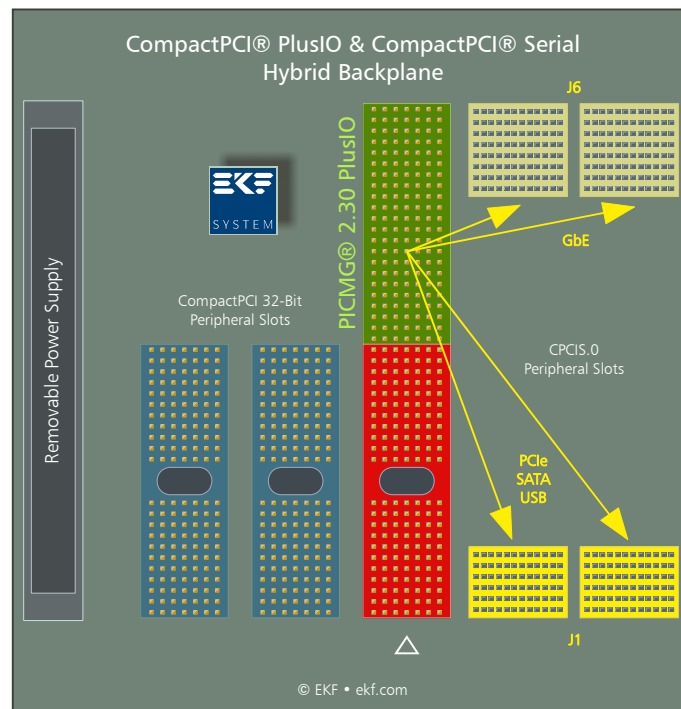 CompactPCI® PlusIO & CompactPCI® Serial
Hybrid Backplane
J6
PICMG® 2.30 PlusIO
EKF
SYSTEM
GbE
Removable Power Supply
CompactPCI 32-Bit
Peripheral Slots
CPCIS.0
Peripheral Slots
PCIe
SATA
USB
J1
© EKF • ekf.com